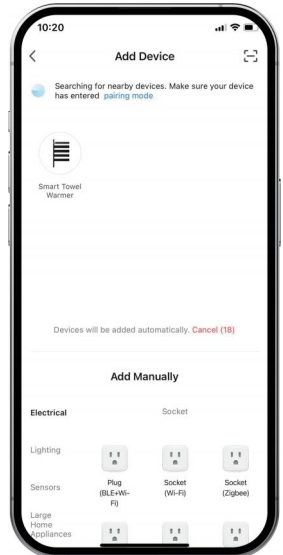 10:20
Add Device
Searching for nearby devices. Make sure your device
has entered pairing mode
Smart Towel
Warmer
Devices will be added automatically. Cancel (18)
Add Manually
Electrical
Socket
Lighting
Plug
(BLE+Wi-
Fi)
Socket
(Wi-Fi)
Socket
(Zigbee)
Sensors
Large
Home
Appliances